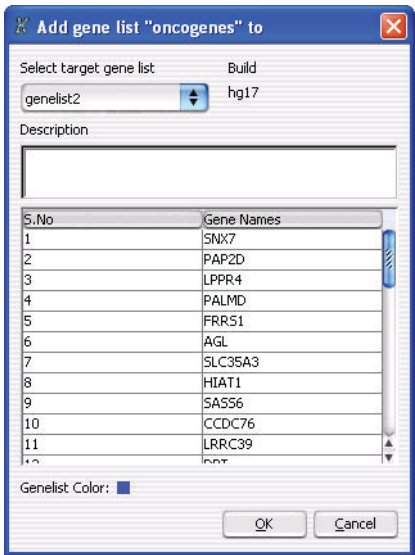 Add gene list "oncogenes" to
Select target gene list Build
genelist2 hg17
Description
S.No Gene Names
1 SNX7
2 PAP2D
3 LPPR4
4 PALMD
5 FRRS1
6 AGL
7 SLC35A3
8 HIAT1
9 SASS6
10 CCDC76
11 LRRC39
12
Genelist Color:
OK Cancel